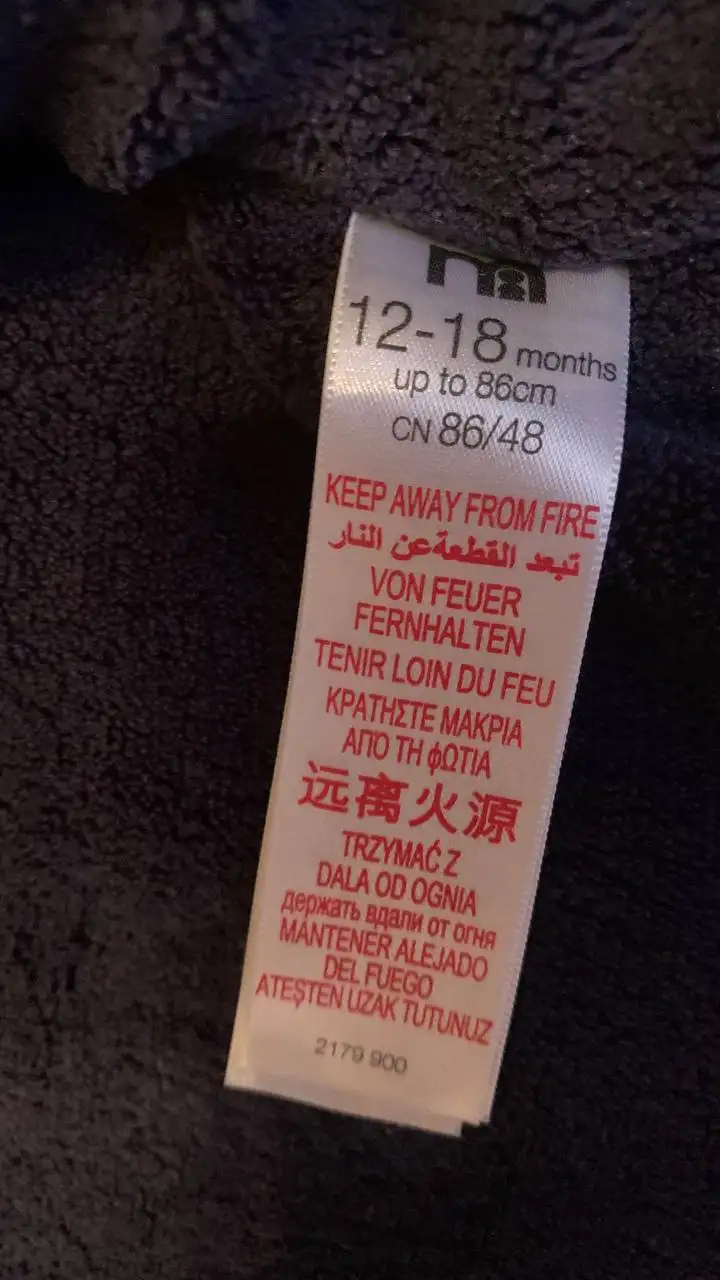 12-18 months
up to 86cm
CN 86/48
KEEP AWAY FROM FIRE
تبعد القطعةعن النار
VON FEUER
FERNHALTEN
TENIR LOIN DU FEU
ΚΡΑΤΗΣΤΕ ΜΑΚΡΙΑ
ΑΠΟ ΤΗ φΩΤΙΑ
远离火源
TRZYMAĆ Z
DALA OD OGNIA
держать вдали от огня
MANTENER ALEJADO
DEL FUEGO
ATEŞTEN UZAK TUTUNUZ
2179 900